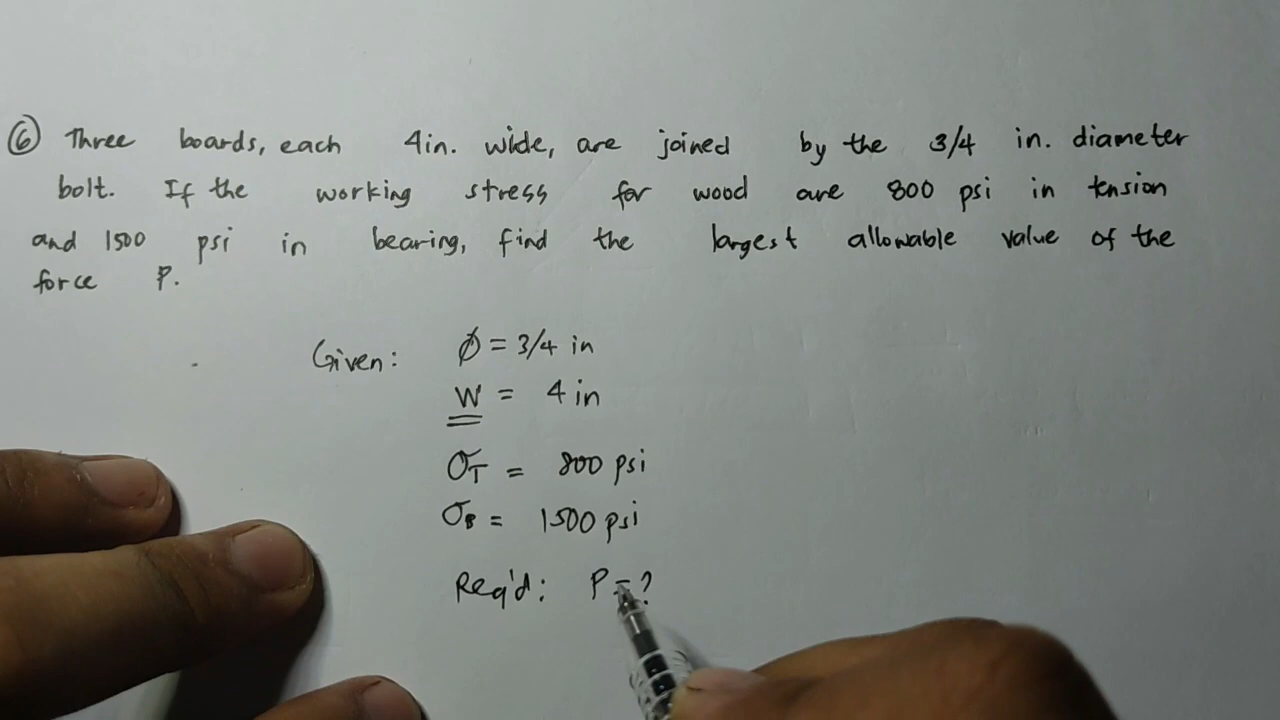 ⑥ Three boards, each 4in. wide, are joined by the 3/4 in. diameter
bolt. If the working stress for wood are 800 psi in tension
and 1500 psi in bearing, find the largest allowable value of the
force P.
Given: Ø = 3/4 in
W = 4 in
σT = 800 psi
σB = 1500 psi
Req'd: P = ?